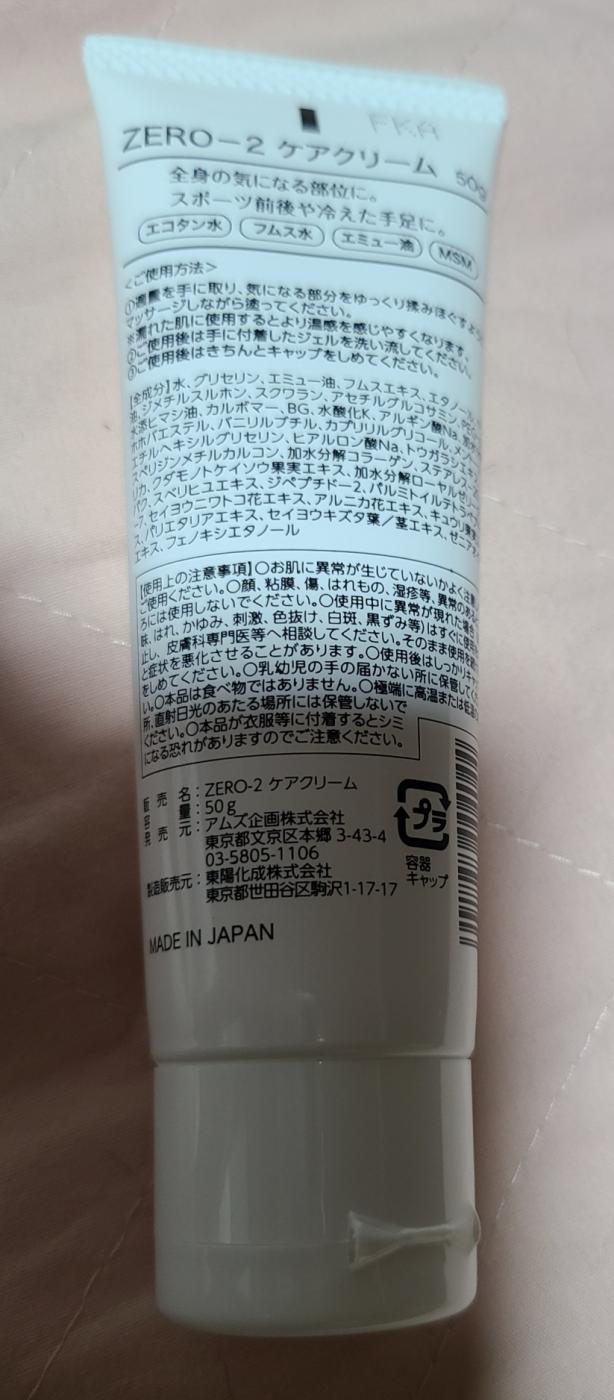 FKA
ZERO-2 ケアクリーム 50g
全身の気になる部位に。
スポーツ前後や冷えた手足に。
エコタン水 フムス水 エミュー油 MSM
<ご使用方法>
①適量を手に取り、気になる部分をゆっくり揉みほぐすよう
マッサージしながら塗ってください。
※濡れた肌に使用するとより温感を感じやすくなります。
②ご使用後は手に付着したジェルを洗い流してください。
③ご使用後はきちんとキャップをしめてください。
【全成分】水、グリセリン、エミュー油、フムスエキス、エタノール、
油、ジメチルスルホン、スクワラン、アセチルグルコサミン、
水添ヒマシ油、カルボマー、BG、水酸化K、アルギン酸Na、
ホホバエステル、バニリルブチル、カプリリルグリコール、
エチルヘキシルグリセリン、ヒアルロン酸Na、トウガラシエキス、
スペリジンメチルカルコン、加水分解コラーゲン、ステアレス
リカ、クダモノトケイソウ果実エキス、加水分解ローヤルゼリ
スペリヒユエキス、ジペプチドー2、パルミトイルテトラ
ー7、セイヨウニワトコ花エキス、アルニカ花エキス、キュウリ果実
ス、パリエタリアエキス、セイヨウキズタ葉/茎エキス、ゼニアオイ
エキス、フェノキシエタノール
【使用上の注意事項】○お肌に異常が生じていないかよく注意
ご使用ください。○顔、粘膜、傷、はれもの、湿疹等、異常のある
ろには使用しないでください。○使用中に異常が現れた場合
味、はれ、かゆみ、刺激、色抜け、白斑、黒ずみ等)はすぐに使用
止し、皮膚科専門医等へ相談してください。そのまま使用を
と症状を悪化させることがあります。○使用後はしっかりキャ
をしめてください。○乳幼児の手の届かない所に保管してく
い。○本品は食べ物ではありません。○極端に高温または低温
所、直射日光のあたる場所には保管しないで
ください。○本品が衣服等に付着するとシミ
になる恐れがありますのでご注意ください。
販売名:ZERO-2 ケアクリーム
容量:50g
発売元:アムズ企画株式会社
東京都文京区本郷 3-43-4
03-5805-1106
製造販売元:東陽化成株式会社
東京都世田谷区駒沢1-17-17
プラ
容器
キャップ
MADE IN JAPAN